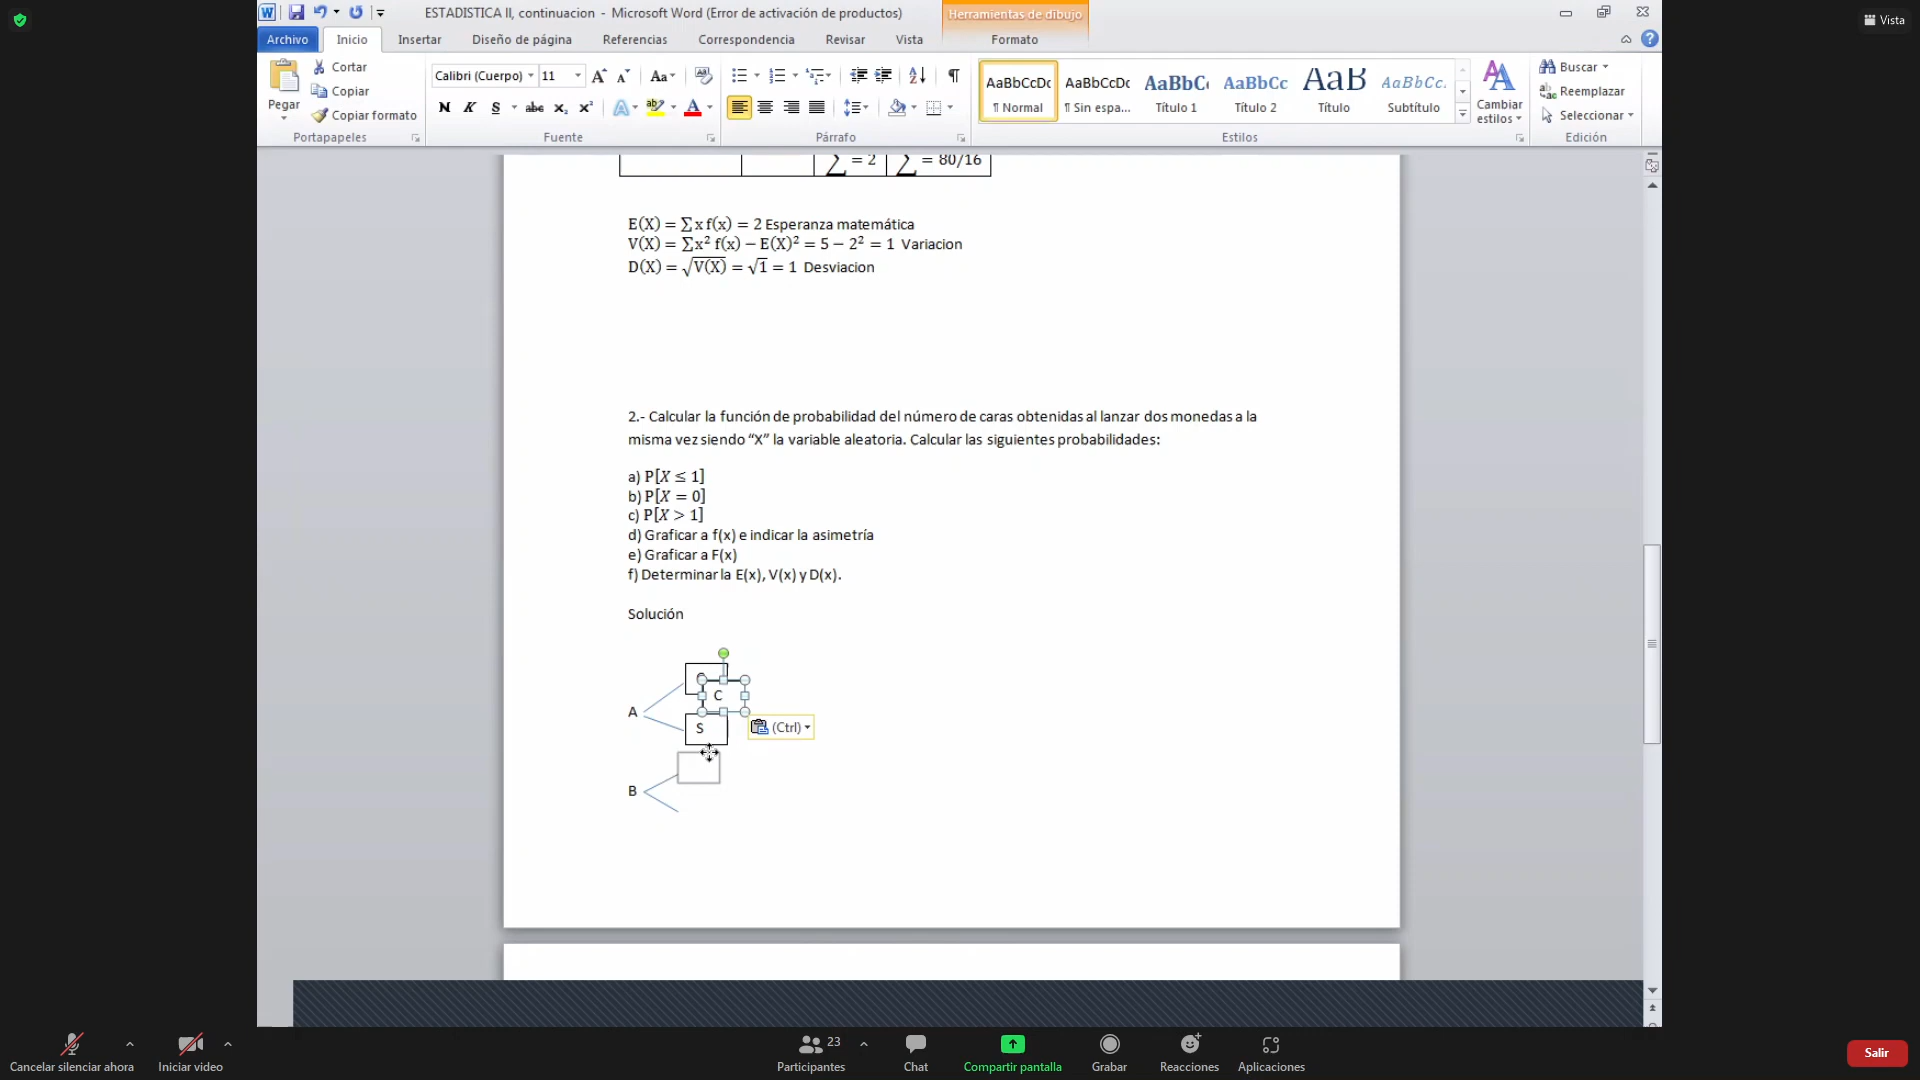 ESTADISTICA II, continuacion - Microsoft Word (Error de activación de productos)
Herramientas de dibujo
Vista
Archivo Inicio Insertar Diseño de página Referencias Correspondencia Revisar Vista Formato
Pegar
Cortar
Copiar
Copiar formato
Portapapeles
Calibri (Cuerpo) 11
Aa
N K S abc x₂ x²
A ab A
Fuente
Párrafo
AaBbCcDc AaBbCcDc AaBbC AaBbCc AaB AaBbCc.
¶ Normal ¶ Sin espa... Título 1 Título 2 Título Subtítulo
Cambiar estilos
Estilos
Buscar
Reemplazar
Seleccionar
Edición
∑ = 2 ∑ = 80/16
E(X) = ∑x f(x) = 2 Esperanza matemática
V(X) = ∑x² f(x) − E(X)² = 5 − 2² = 1 Variacion
D(X) = √V(X) = √1 = 1 Desviacion
2.- Calcular la función de probabilidad del número de caras obtenidas al lanzar dos monedas a la
misma vez siendo “X” la variable aleatoria. Calcular las siguientes probabilidades:
a) P[X ≤ 1]
b) P[X = 0]
c) P[X > 1]
d) Graficar a f(x) e indicar la asimetría
e) Graficar a F(x)
f) Determinar la E(x), V(x) y D(x).
Solución
C
A
S
(Ctrl)
B
Cancelar silenciar ahora
Iniciar video
23
Participantes
Chat
Compartir pantalla
Grabar
Reacciones
Aplicaciones
Salir